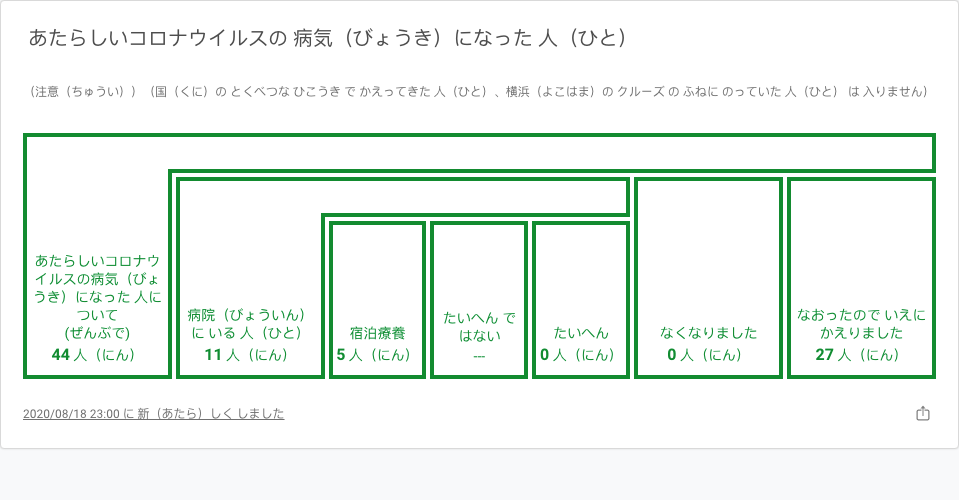 あたらしいコロナウイルスの 病気（びょうき）になった 人（ひと）
（注意（ちゅうい））（国（くに）の とくべつな ひこうき で かえってきた 人（ひと）、横浜（よこはま）の クルーズ の ふねに のっていた 人（ひと） は 入りません）
あたらしいコロナウ
イルスの病気（びょ
うき）になった 人に
ついて
(ぜんぶで)
44 人（にん）
病院（びょういん）
に いる 人（ひと）
11 人（にん）
宿泊療養
5 人（にん）
たいへん で
はない
---
たいへん
0 人（にん）
なくなりました
0 人（にん）
なおったので いえに
かえりました
27 人（にん）
2020/08/18 23:00 に 新（あたら）しく しました